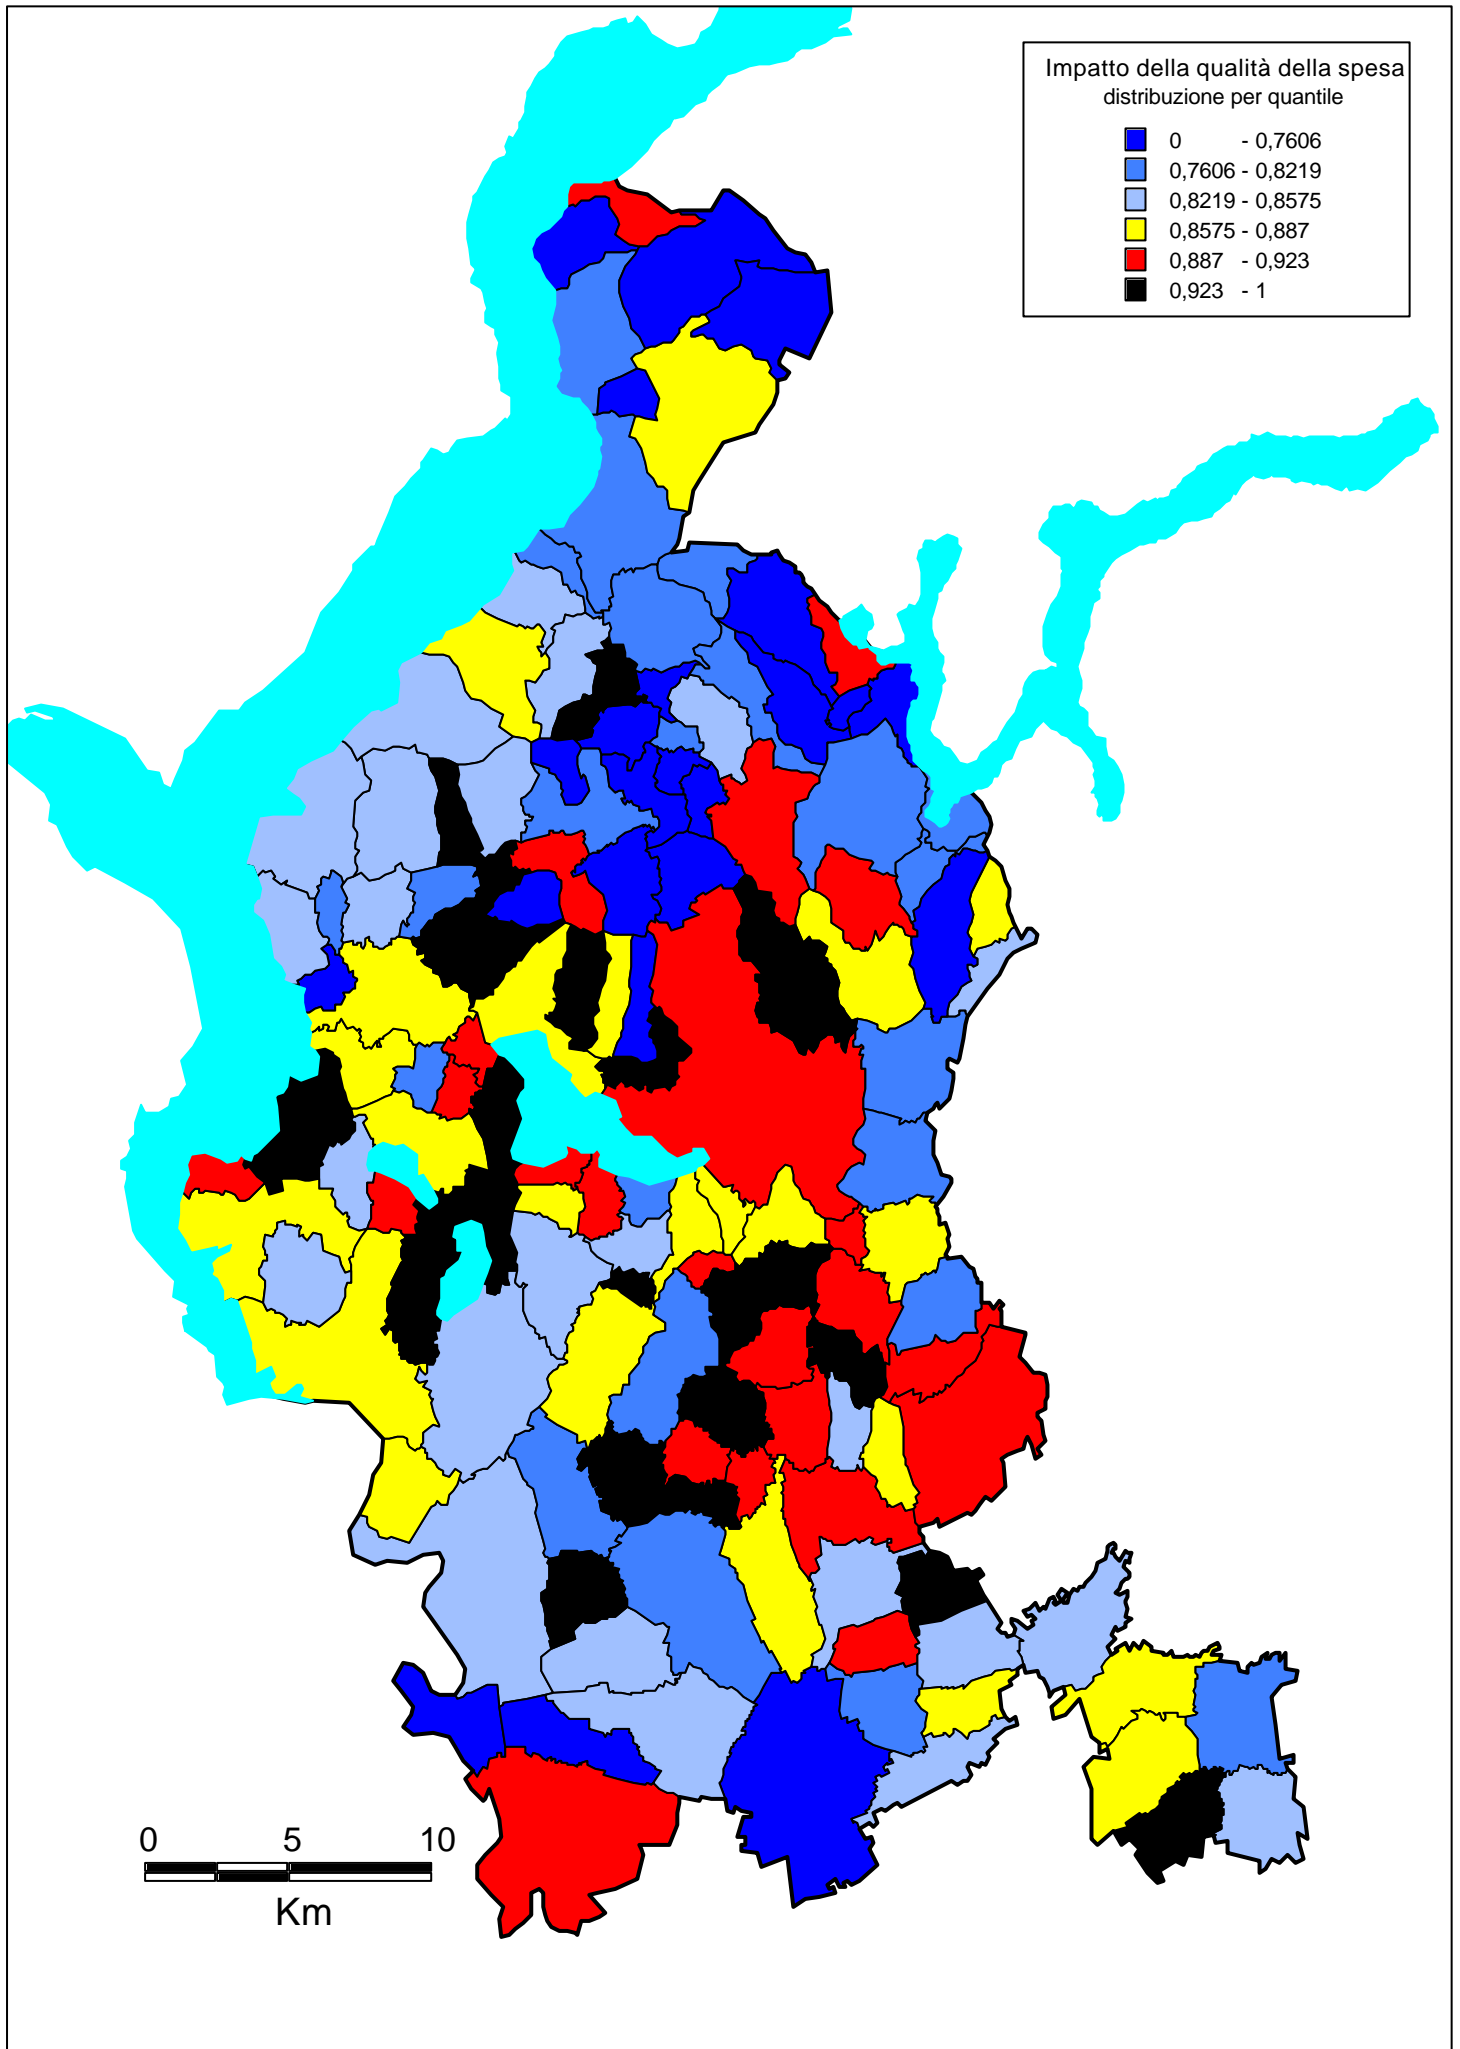 Impatto della qualità della spesa
distribuzione per quantile
0 - 0,7606
0,7606 - 0,8219
0,8219 - 0,8575
0,8575 - 0,887
0,887 - 0,923
0,923 - 1
0 5 10
Km